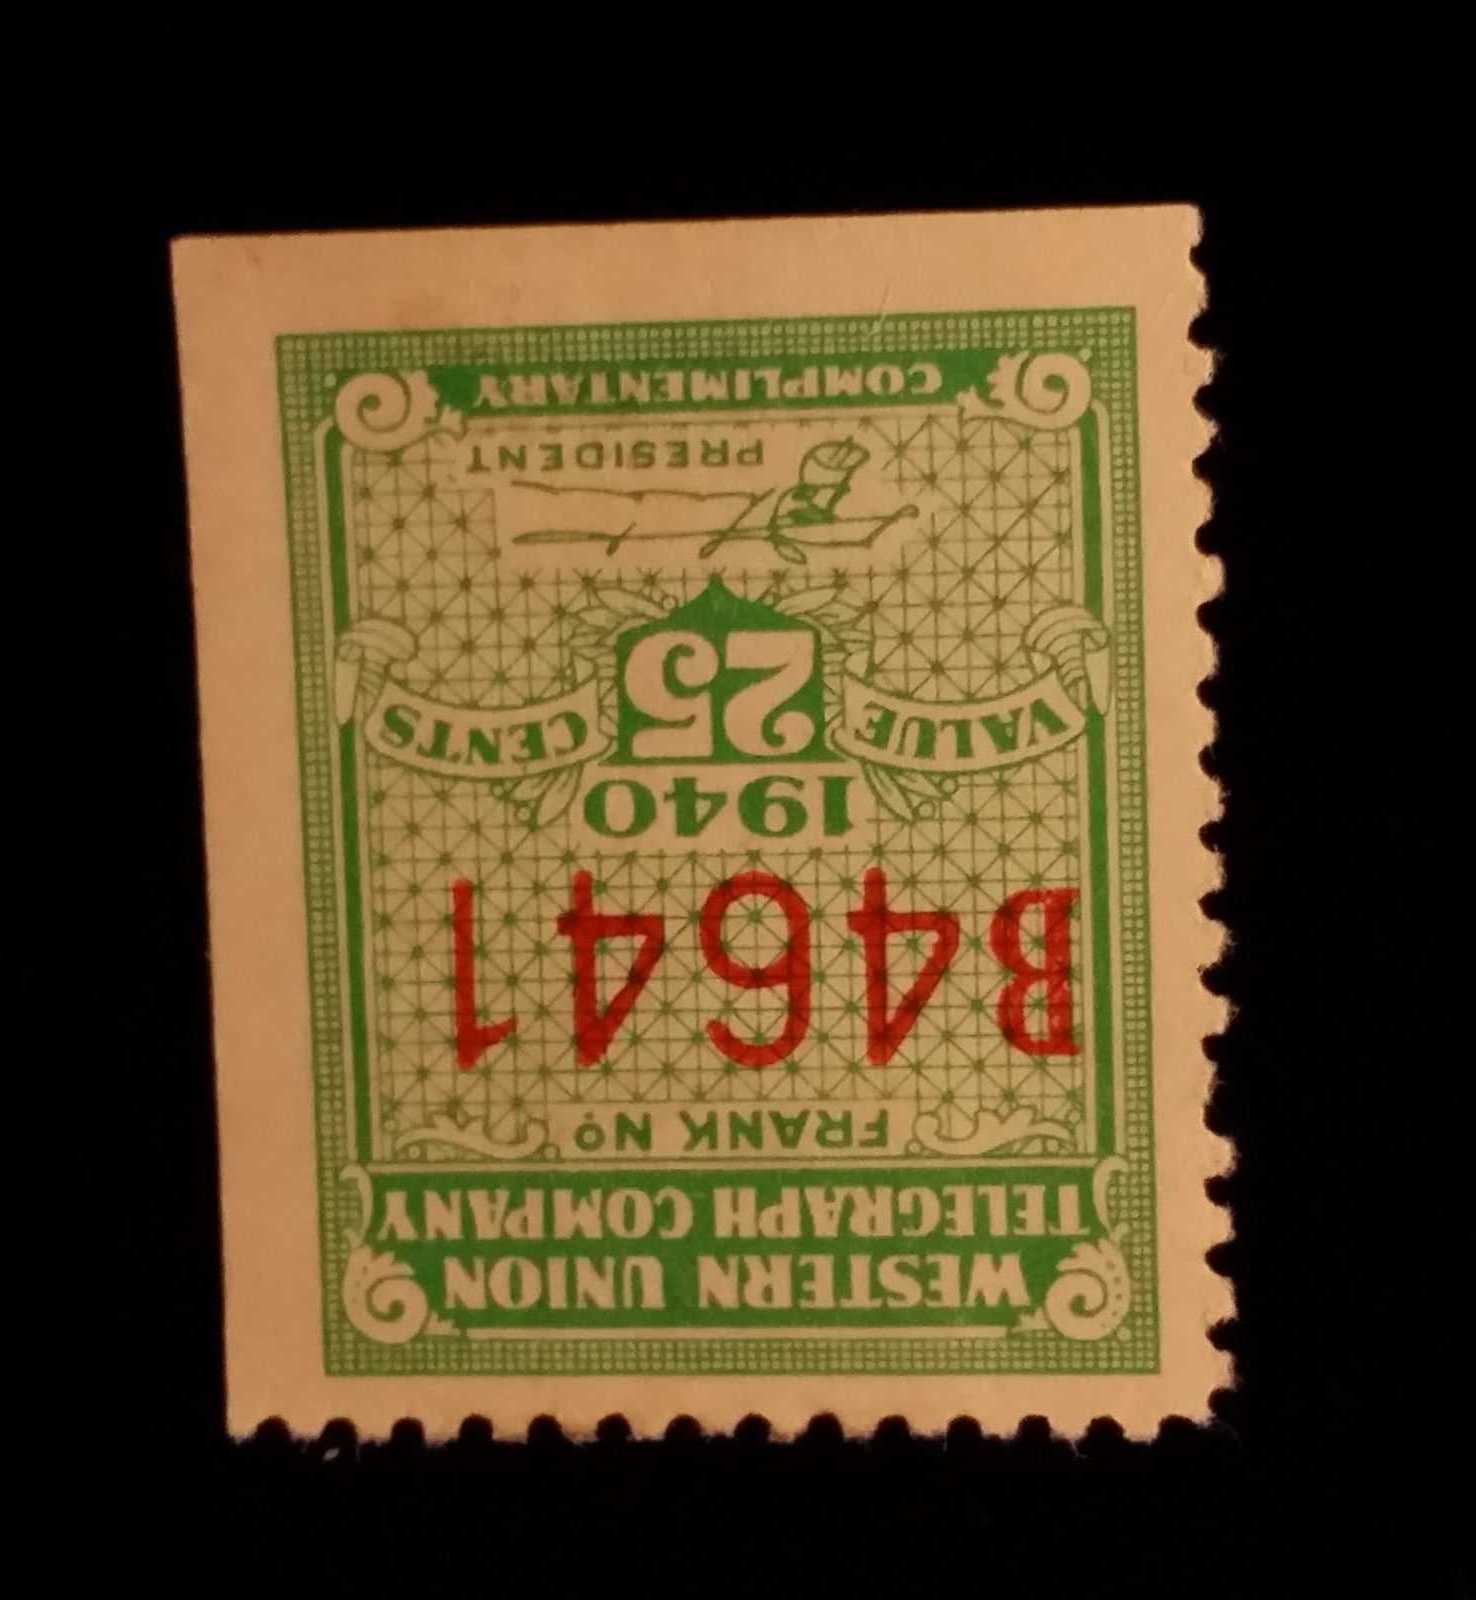 WESTERN UNION
TELEGRAPH COMPANY
FRANK Nº
B4641
1940
VALUE 25 CENTS
PRESIDENT
COMPLIMENTARY